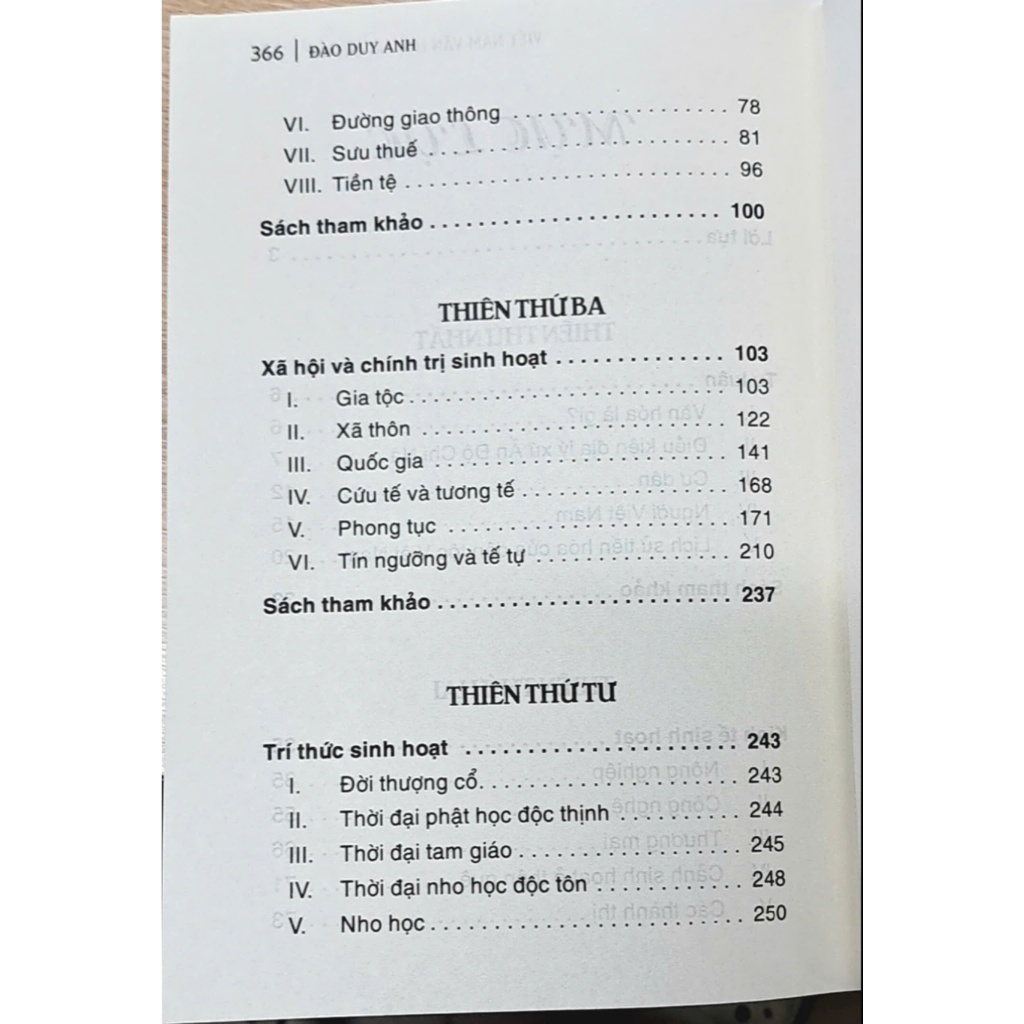 366 | ĐÀO DUY ANH
VI. Đường giao thông 78
VII. Sưu thuế 81
VIII. Tiền tệ 96
Sách tham khảo 100
THIÊN THỨ BA
Xã hội và chính trị sinh hoạt 103
I. Gia tộc 103
II. Xã thôn 122
III. Quốc gia 141
IV. Cứu tế và tương tế 168
V. Phong tục 171
VI. Tín ngưỡng và tế tự 210
Sách tham khảo 237
THIÊN THỨ TƯ
Trí thức sinh hoạt 243
I. Đời thượng cổ 243
II. Thời đại phật học độc thịnh 244
III. Thời đại tam giáo 245
IV. Thời đại nho học độc tôn 248
V. Nho học 250